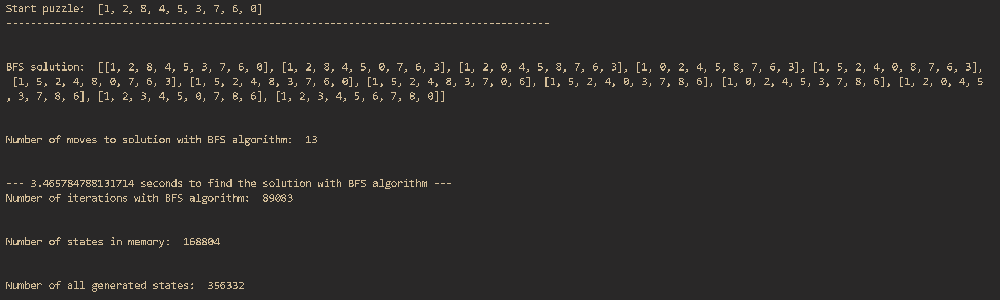 Start puzzle:  [1, 2, 8, 4, 5, 3, 7, 6, 0]
-----------------------------------------------------------------------------------------
BFS solution:  [[1, 2, 8, 4, 5, 3, 7, 6, 0], [1, 2, 8, 4, 5, 0, 7, 6, 3], [1, 2, 0, 4, 5, 8, 7, 6, 3], [1, 0, 2, 4, 5, 8, 7, 6, 3], [1, 5, 2, 4, 0, 8, 7, 6, 3],
 [1, 5, 2, 4, 8, 0, 7, 6, 3], [1, 5, 2, 4, 8, 3, 7, 6, 0], [1, 5, 2, 4, 8, 3, 7, 0, 6], [1, 5, 2, 4, 0, 3, 7, 8, 6], [1, 0, 2, 4, 5, 3, 7, 8, 6], [1, 2, 0, 4, 5
, 3, 7, 8, 6], [1, 2, 3, 4, 5, 0, 7, 8, 6], [1, 2, 3, 4, 5, 6, 7, 8, 0]]
Number of moves to solution with BFS algorithm:  13
--- 3.465784788131714 seconds to find the solution with BFS algorithm ---
Number of iterations with BFS algorithm:  89083
Number of states in memory:  168804
Number of all generated states:  356332